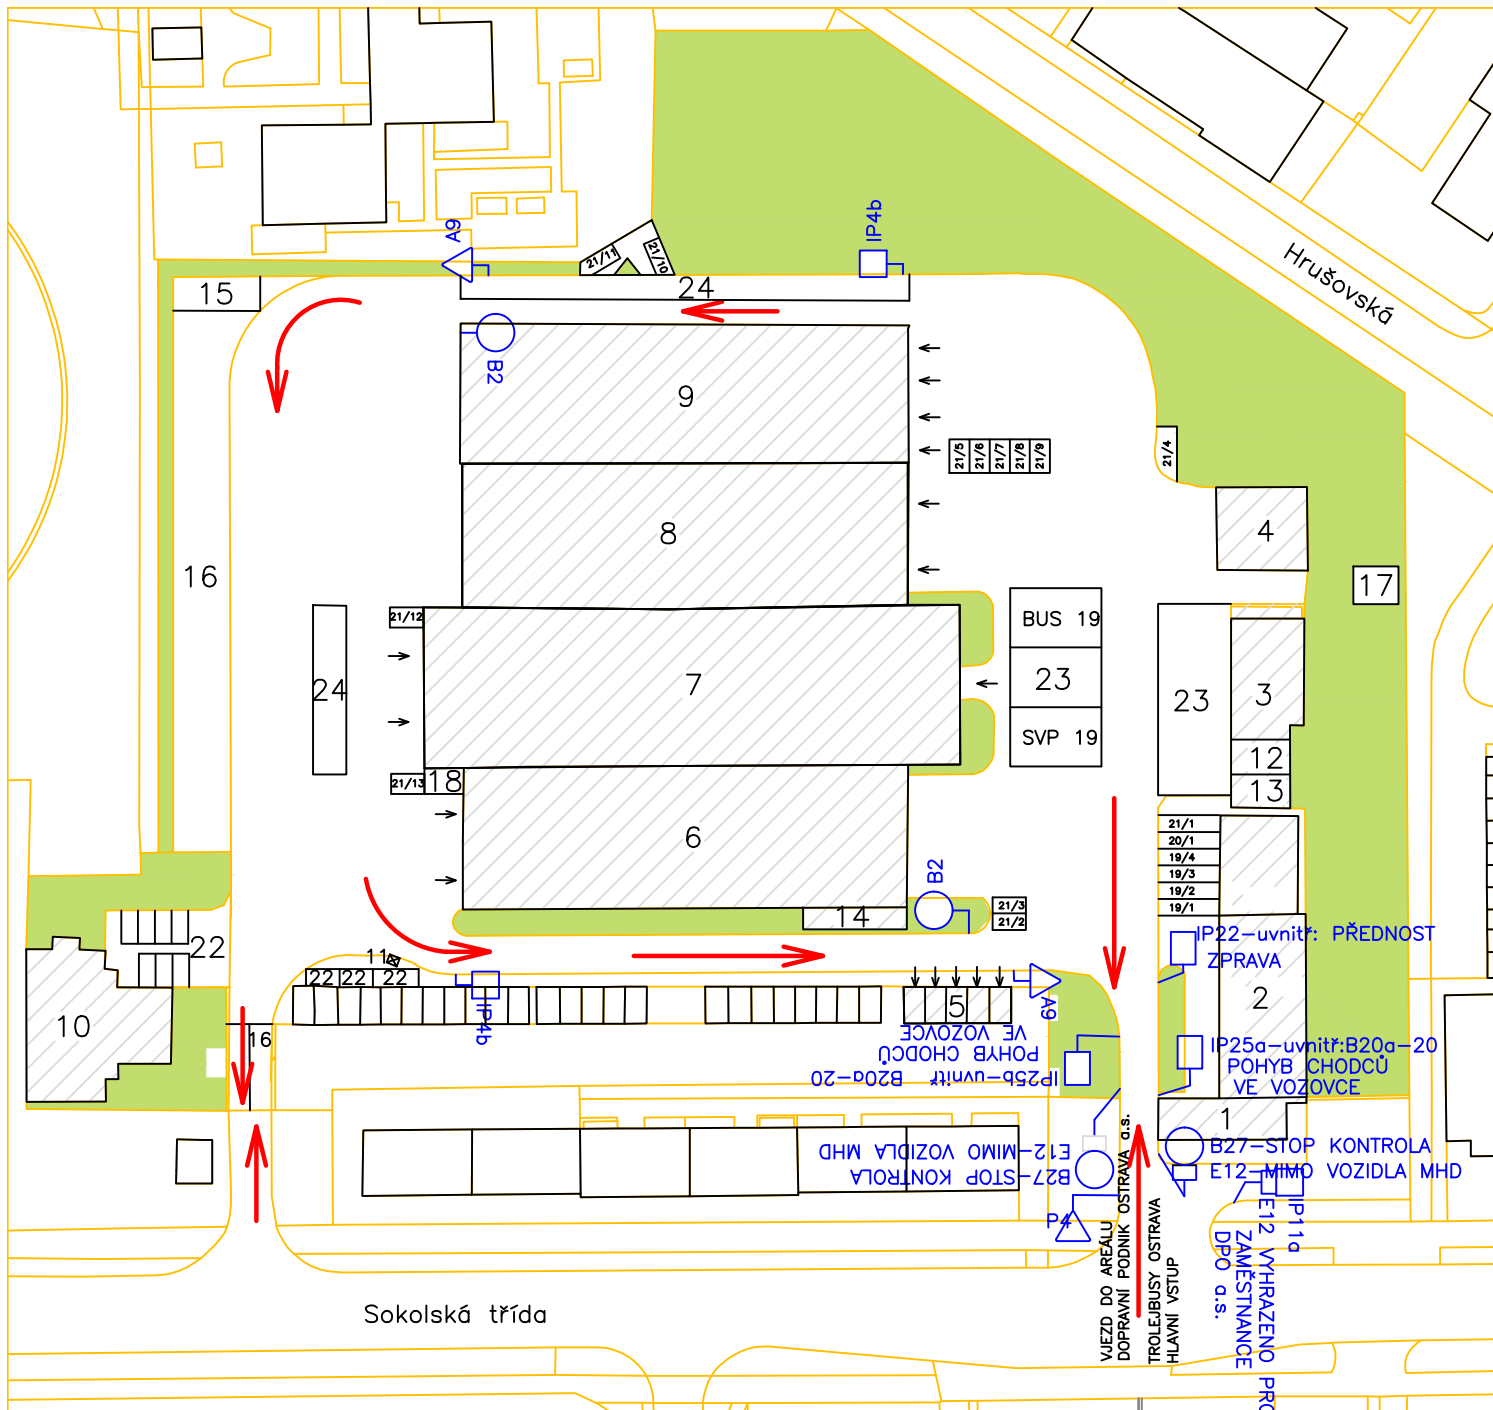 A9
IP4b
21/11
21/10
Hrušovská
15
24
B2
9
21/5
21/6
21/7
21/8
21/9
21/4
8
4
16
17
21/12
BUS 19
24
7
23
23
3
SVP 19
12
21/13
18
13
6
21/1
20/1
19/4
19/3
19/2
19/1
B2
14
21/3
21/2
22
11
22
22
22
IP22-uvnitř: PŘEDNOST
ZPRAVA
10
16
IP4b
5
A9
2
IP25b-uvnitř B20a-20
POHYB CHODCŮ
VE VOZOVCE
IP25a-uvnitř:B20a-20
POHYB CHODCŮ
VE VOZOVCE
1
B27-STOP KONTROLA
E12-MIMO VOZIDLA MHD
B27-STOP KONTROLA
E12-MIMO VOZIDLA MHD
P4
VJEZD DO AREÁLU
DOPRAVNÍ PODNIK OSTRAVA a.s.
TROLEJBUSY OSTRAVA
HLAVNÍ VSTUP
IP11a
E12 VYHRAZENO PRO
ZAMĚSTNANCE
DPO a.s.
Sokolská třída